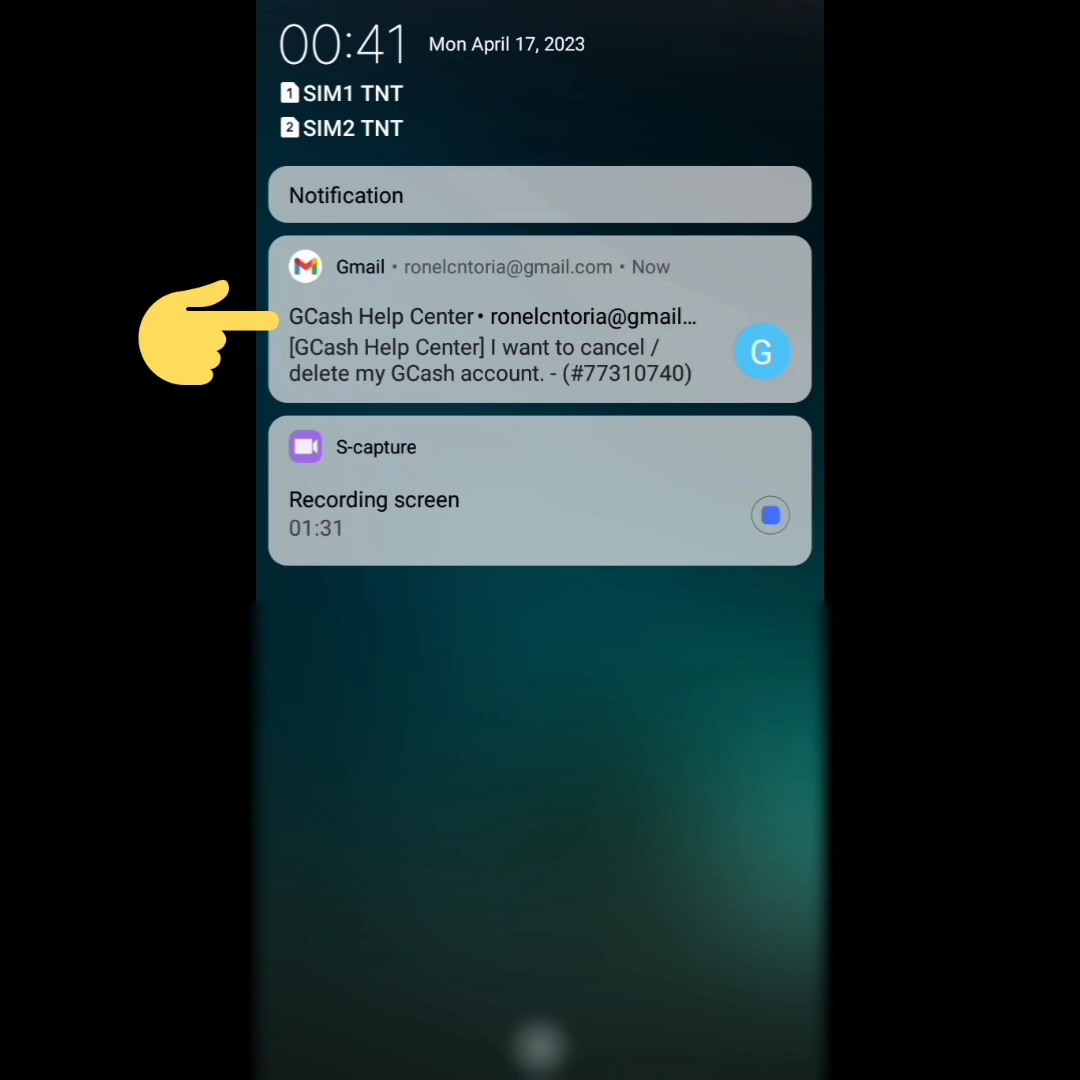 00:41 Mon April 17, 2023
1 SIM1 TNT
2 SIM2 TNT
Notification
Gmail • ronelcntoria@gmail.com • Now
GCash Help Center • ronelcntoria@gmail...
[GCash Help Center] I want to cancel /
delete my GCash account. - (#77310740)
G
S-capture
Recording screen
01:31